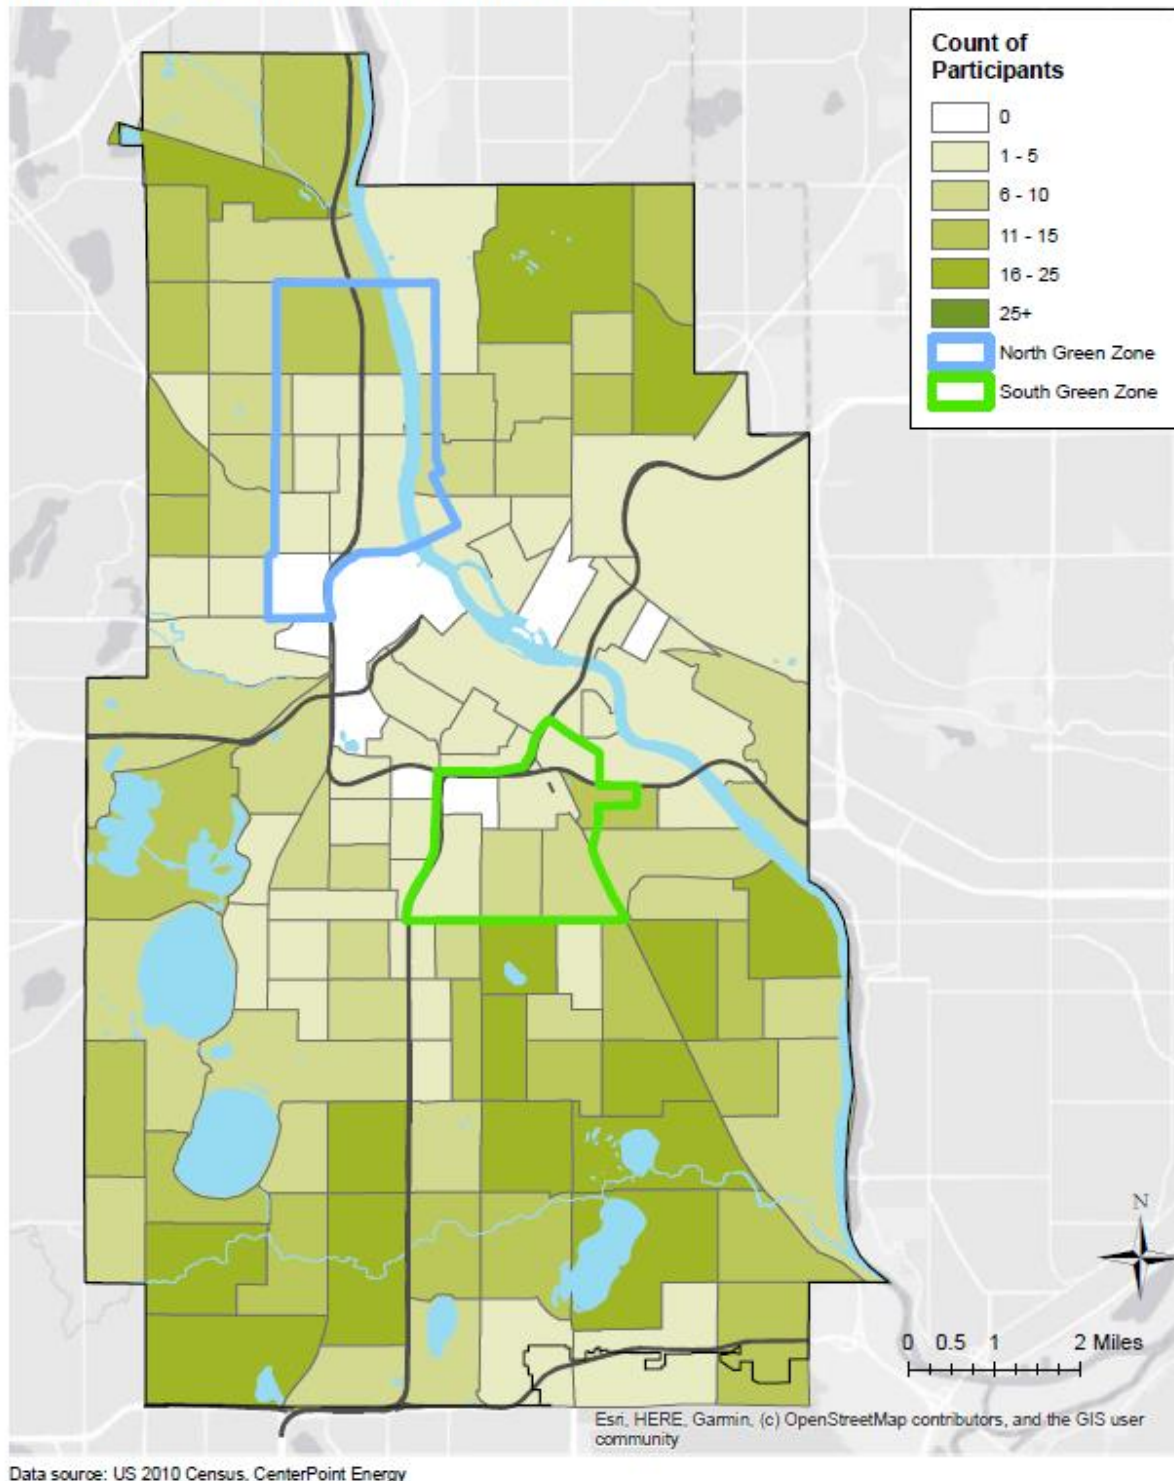 Count of
Participants
0
1 - 5
6 - 10
11 - 15
16 - 25
25+
North Green Zone
South Green Zone
N
0 0.5 1 2 Miles
Esri, HERE, Garmin, (c) OpenStreetMap contributors, and the GIS user
community
Data source: US 2010 Census, CenterPoint Energy